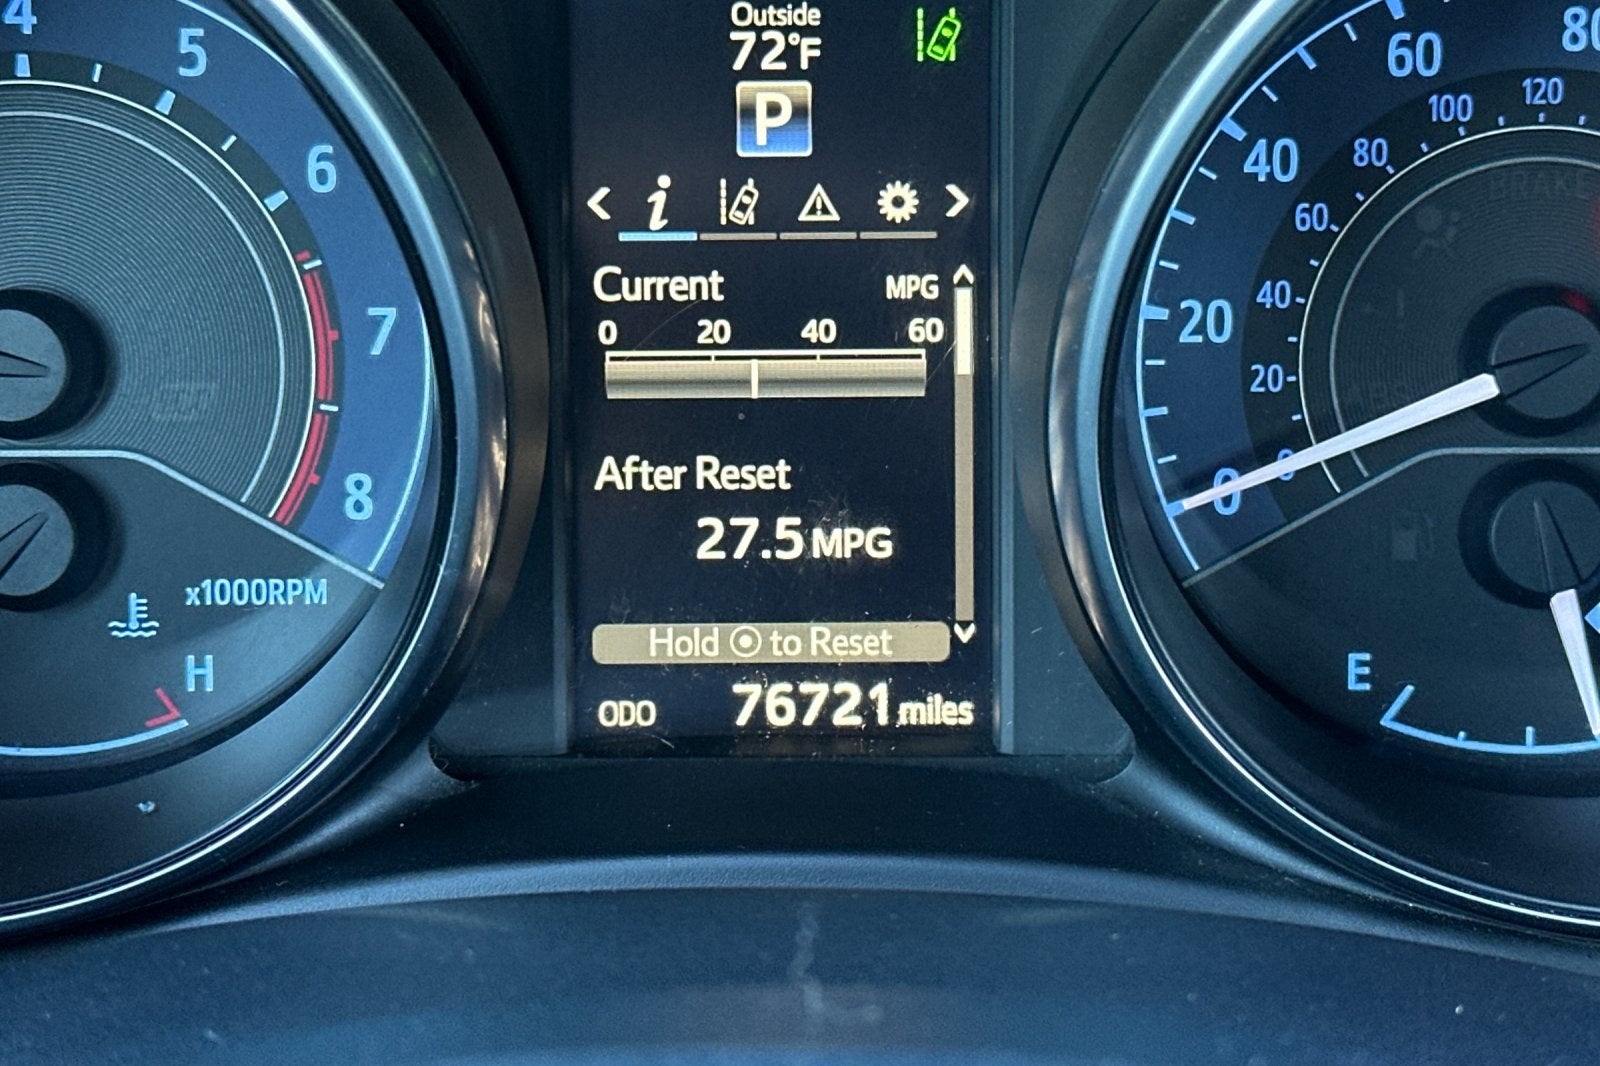 4
5
6
7
8
x1000RPM
H
Outside
72°F
P
i
Current MPG
0 20 40 60
After Reset
27.5 MPG
Hold to Reset
ODO 76721 miles
80
60
40
20
0
120
100
80
60
40
20
0
BRAKE
E